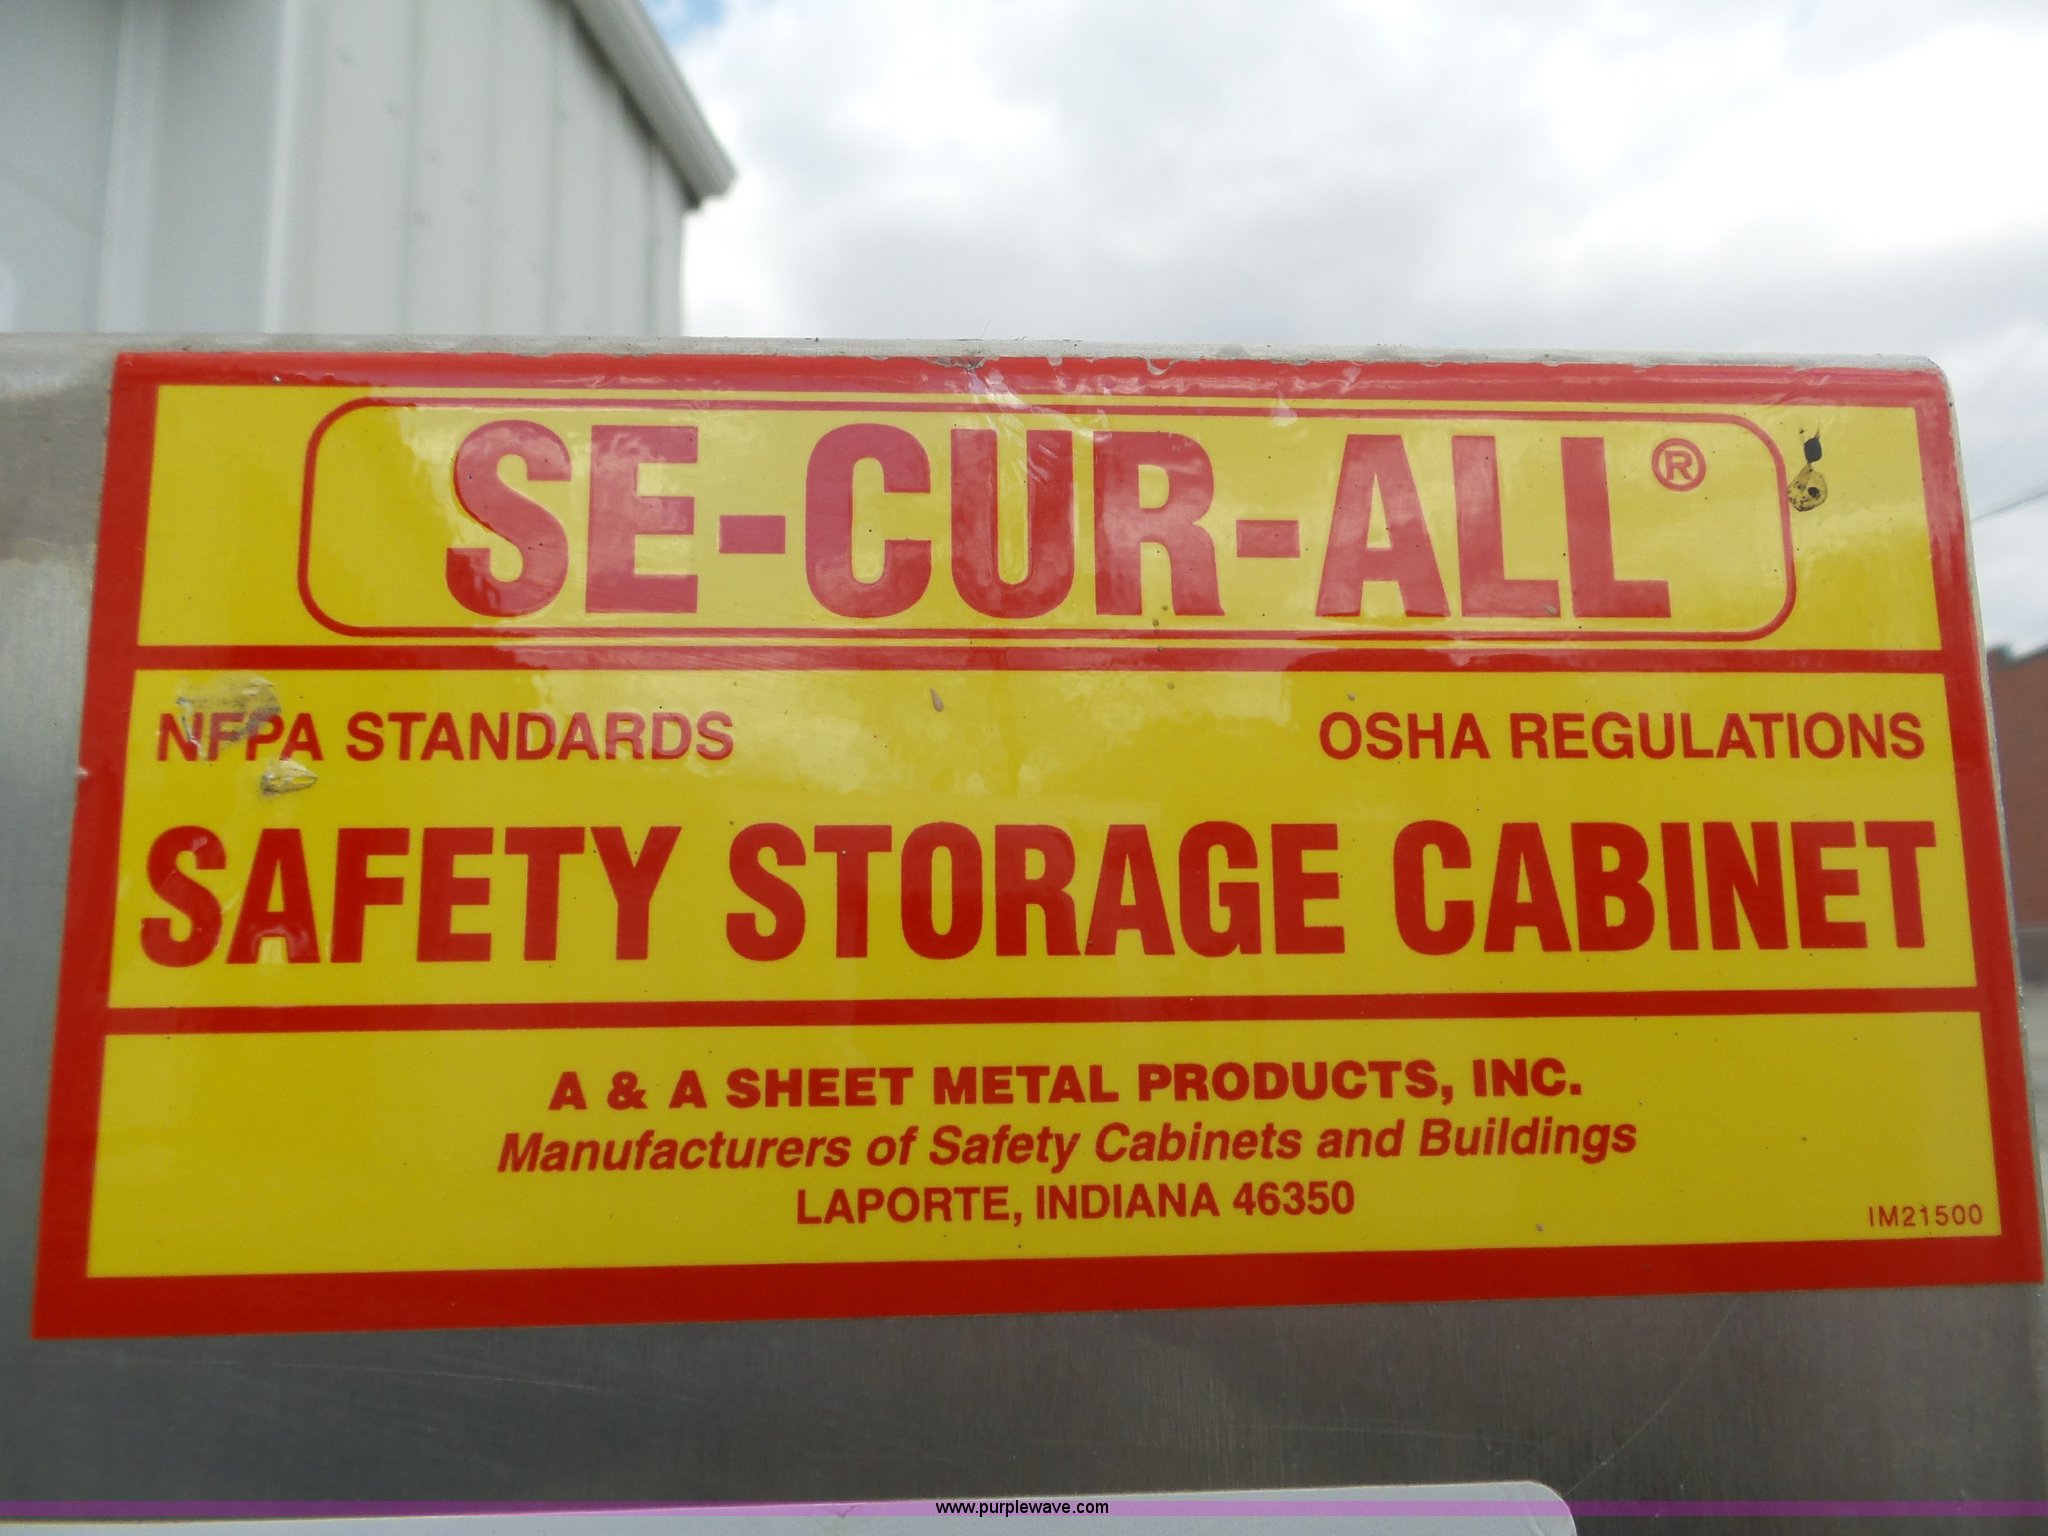 SE-CUR-ALL®
NFPA STANDARDS OSHA REGULATIONS
SAFETY STORAGE CABINET
A & A SHEET METAL PRODUCTS, INC.
Manufacturers of Safety Cabinets and Buildings
LAPORTE, INDIANA 46350
IM21500
www.purplewave.com